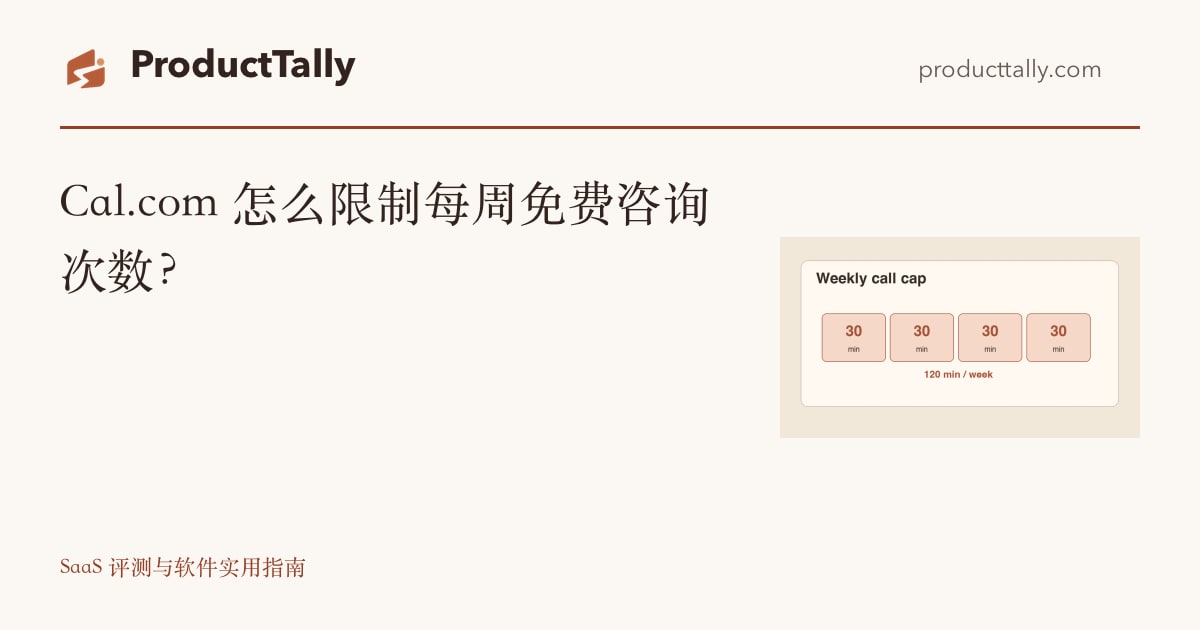 ProductTally
producttally.com
Cal.com 怎么限制每周免费咨询
次数?
Weekly call cap
30 30 30 30
min min min min
120 min / week
SaaS 评测与软件实用指南